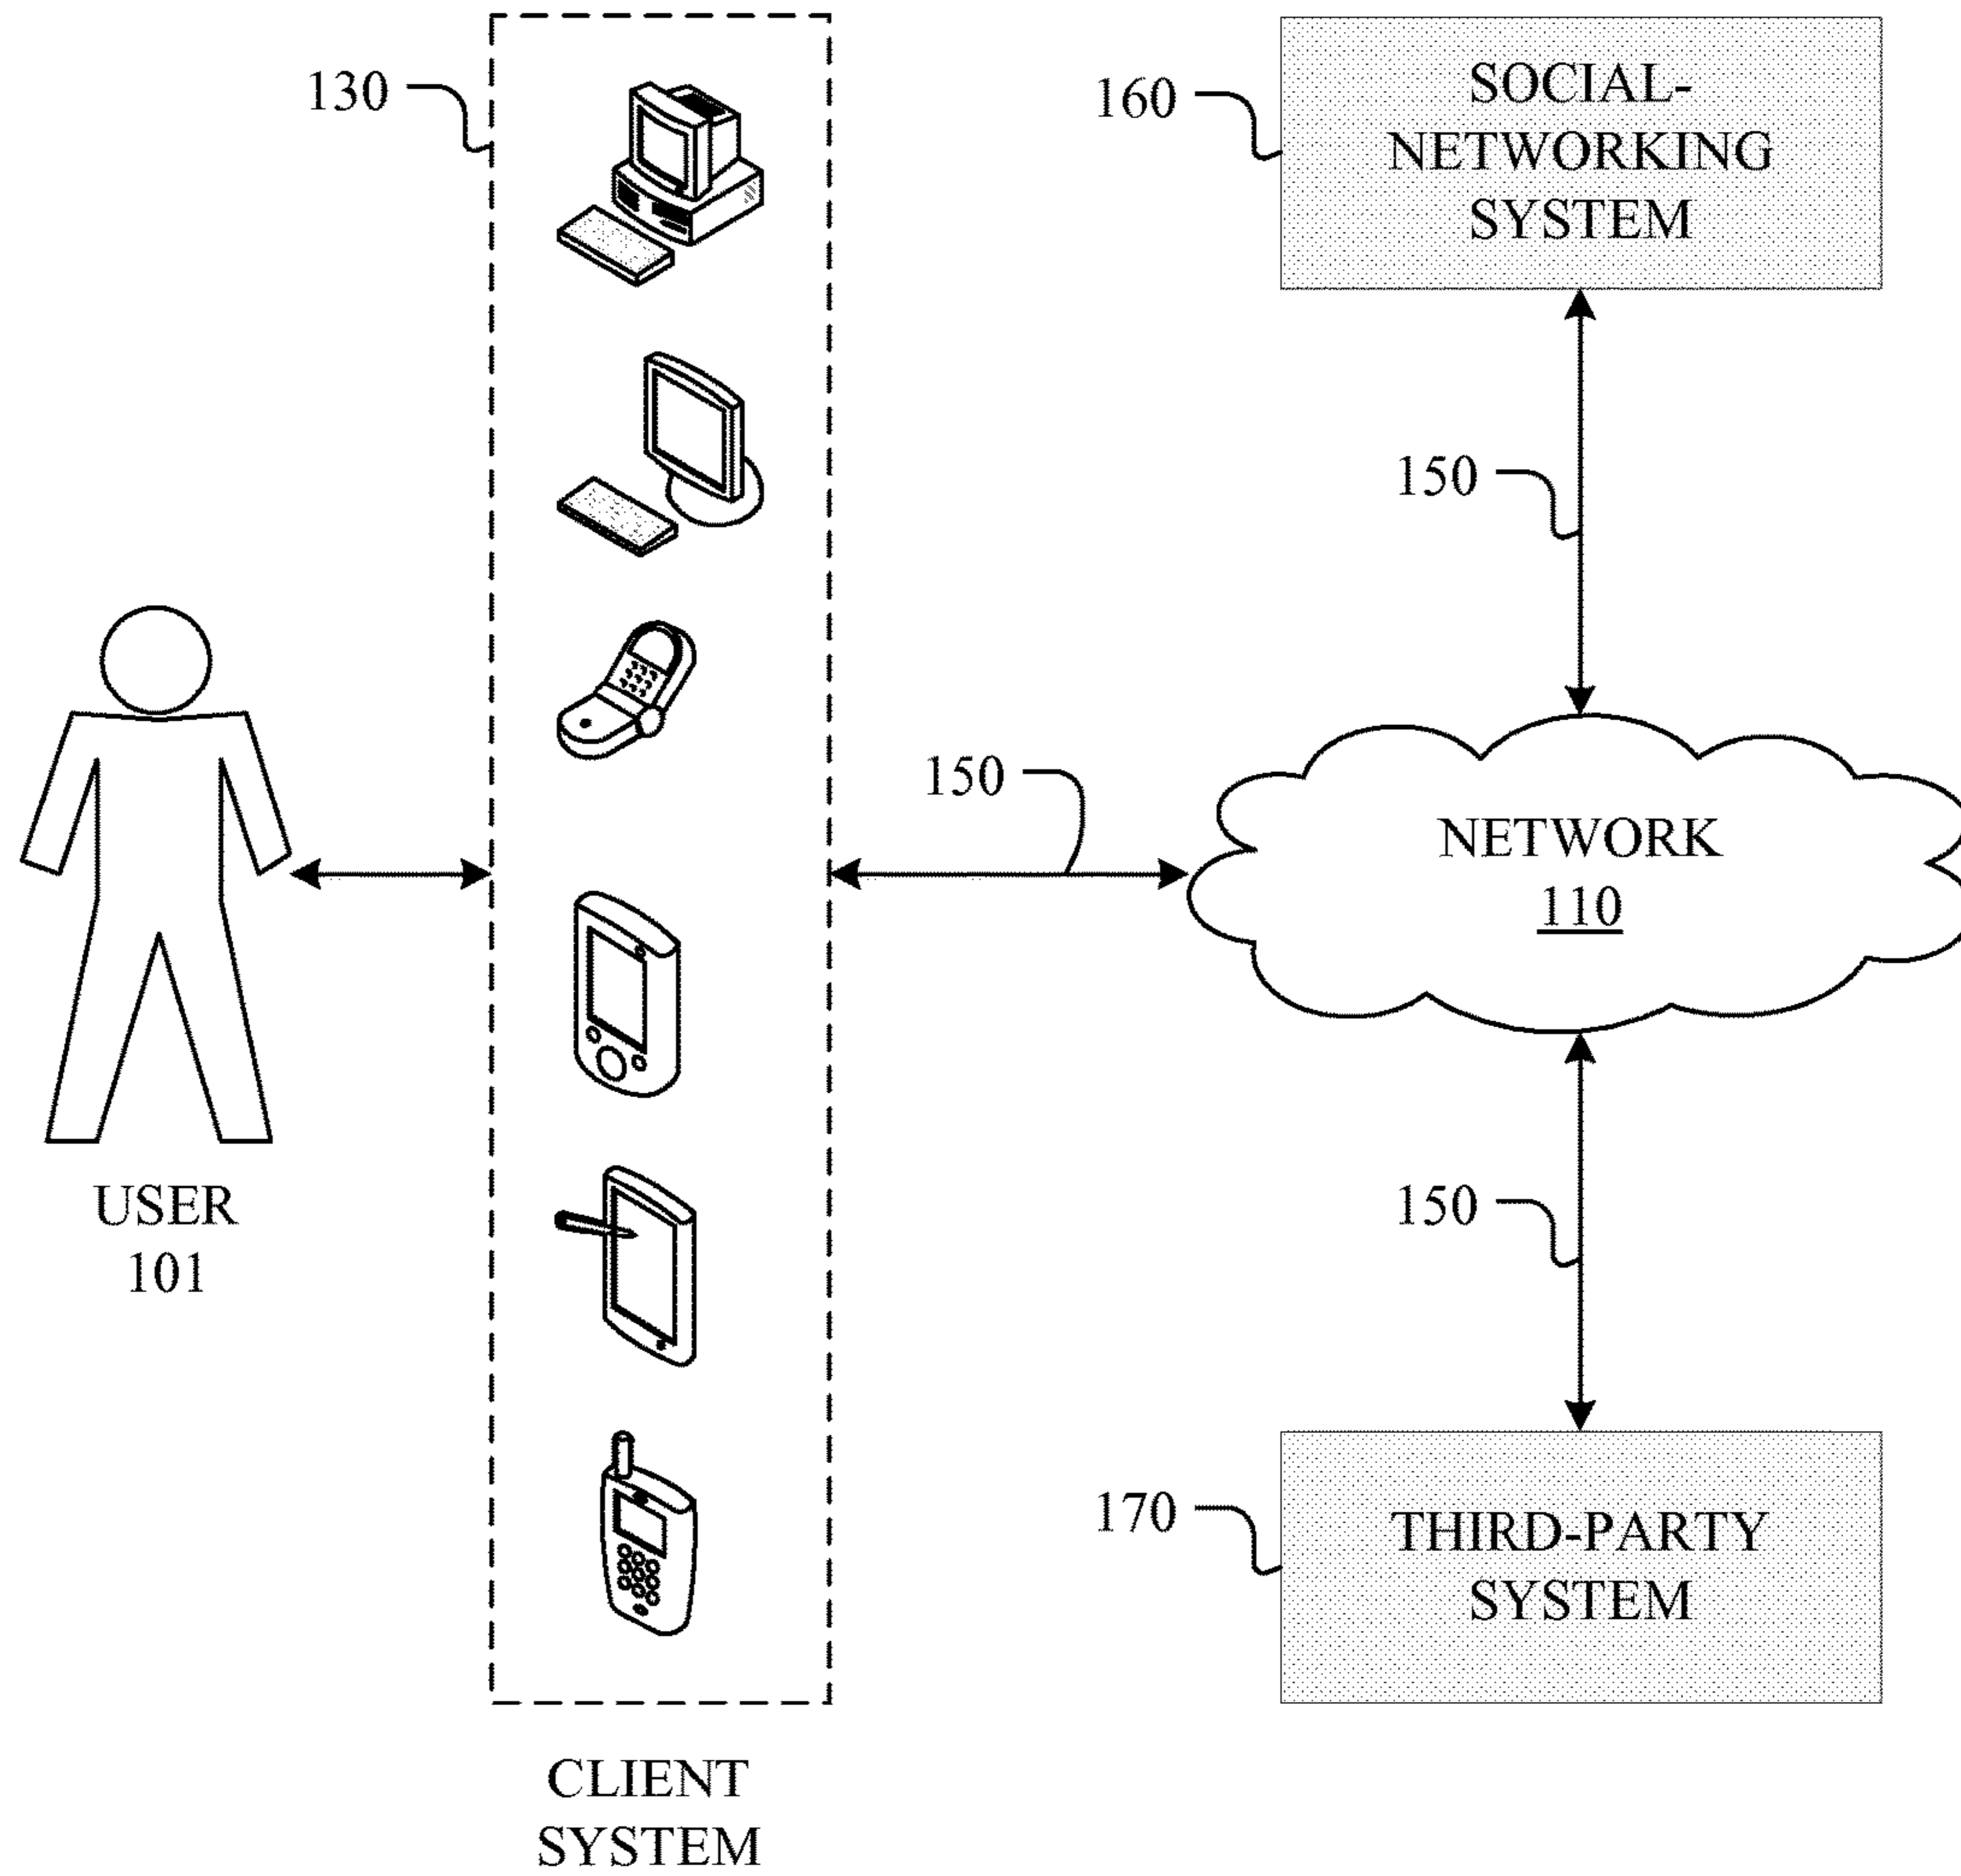 130
160
SOCIAL-
NETWORKING
SYSTEM
150
150
NETWORK
110
USER
101
150
170
THIRD-PARTY
SYSTEM
CLIENT
SYSTEM